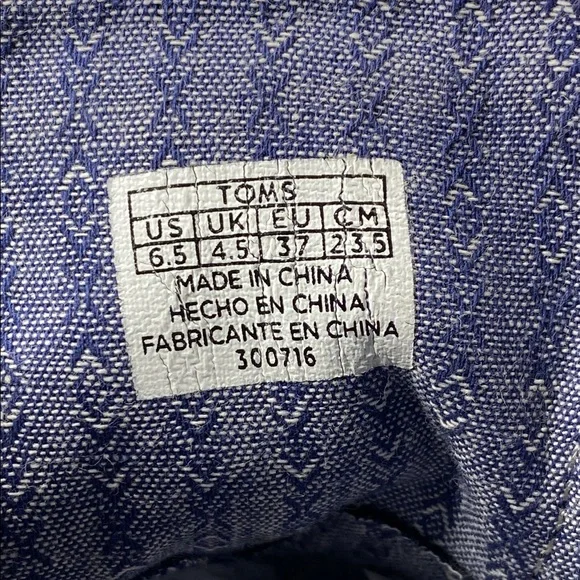 TOMS
US UK EU CM
6.5 4.5 37 23.5
MADE IN CHINA
HECHO EN CHINA
FABRICANTE EN CHINA
300716